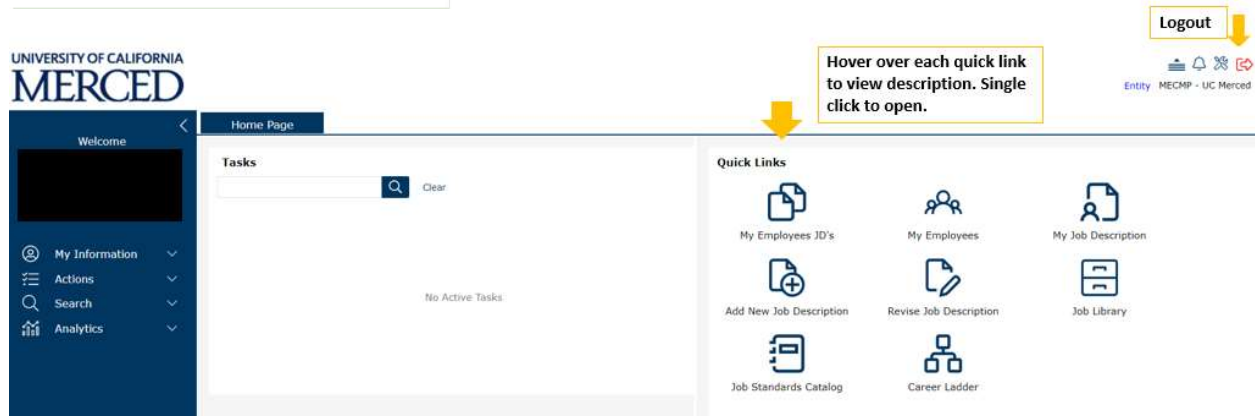 Logout
Hover over each quick link
to view description. Single
click to open.
UNIVERSITY OF CALIFORNIA
MERCED
Entity MECMP - UC Merced
Home Page
Welcome
My Information
Actions
Search
Analytics
Tasks
Clear
No Active Tasks
Quick Links
My Employees JD's
My Employees
My Job Description
Add New Job Description
Revise Job Description
Job Library
Job Standards Catalog
Career Ladder